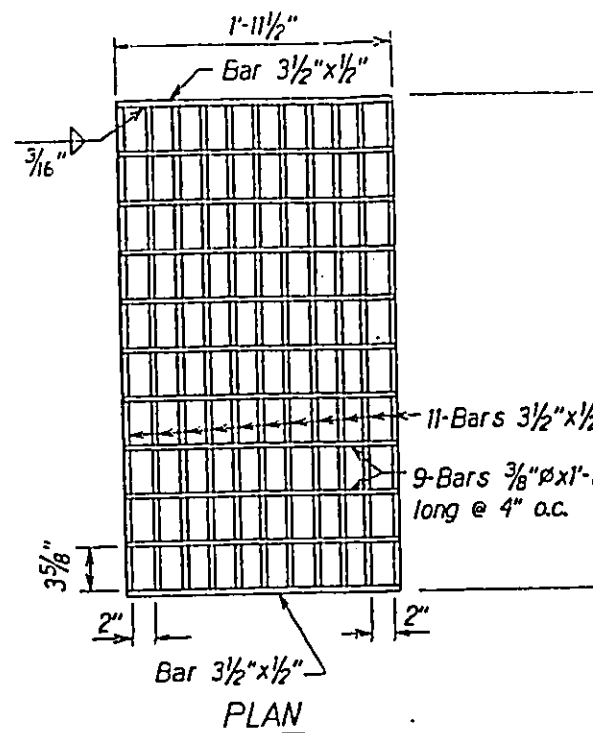 1'-11½"
Bar 3½"x½"
3/16"
11-Bars 3½"x½
9-Bars ⅜"Øx1'-
long @ 4" o.c.
3⅝"
2"
2"
Bar 3½"x½"
PLAN